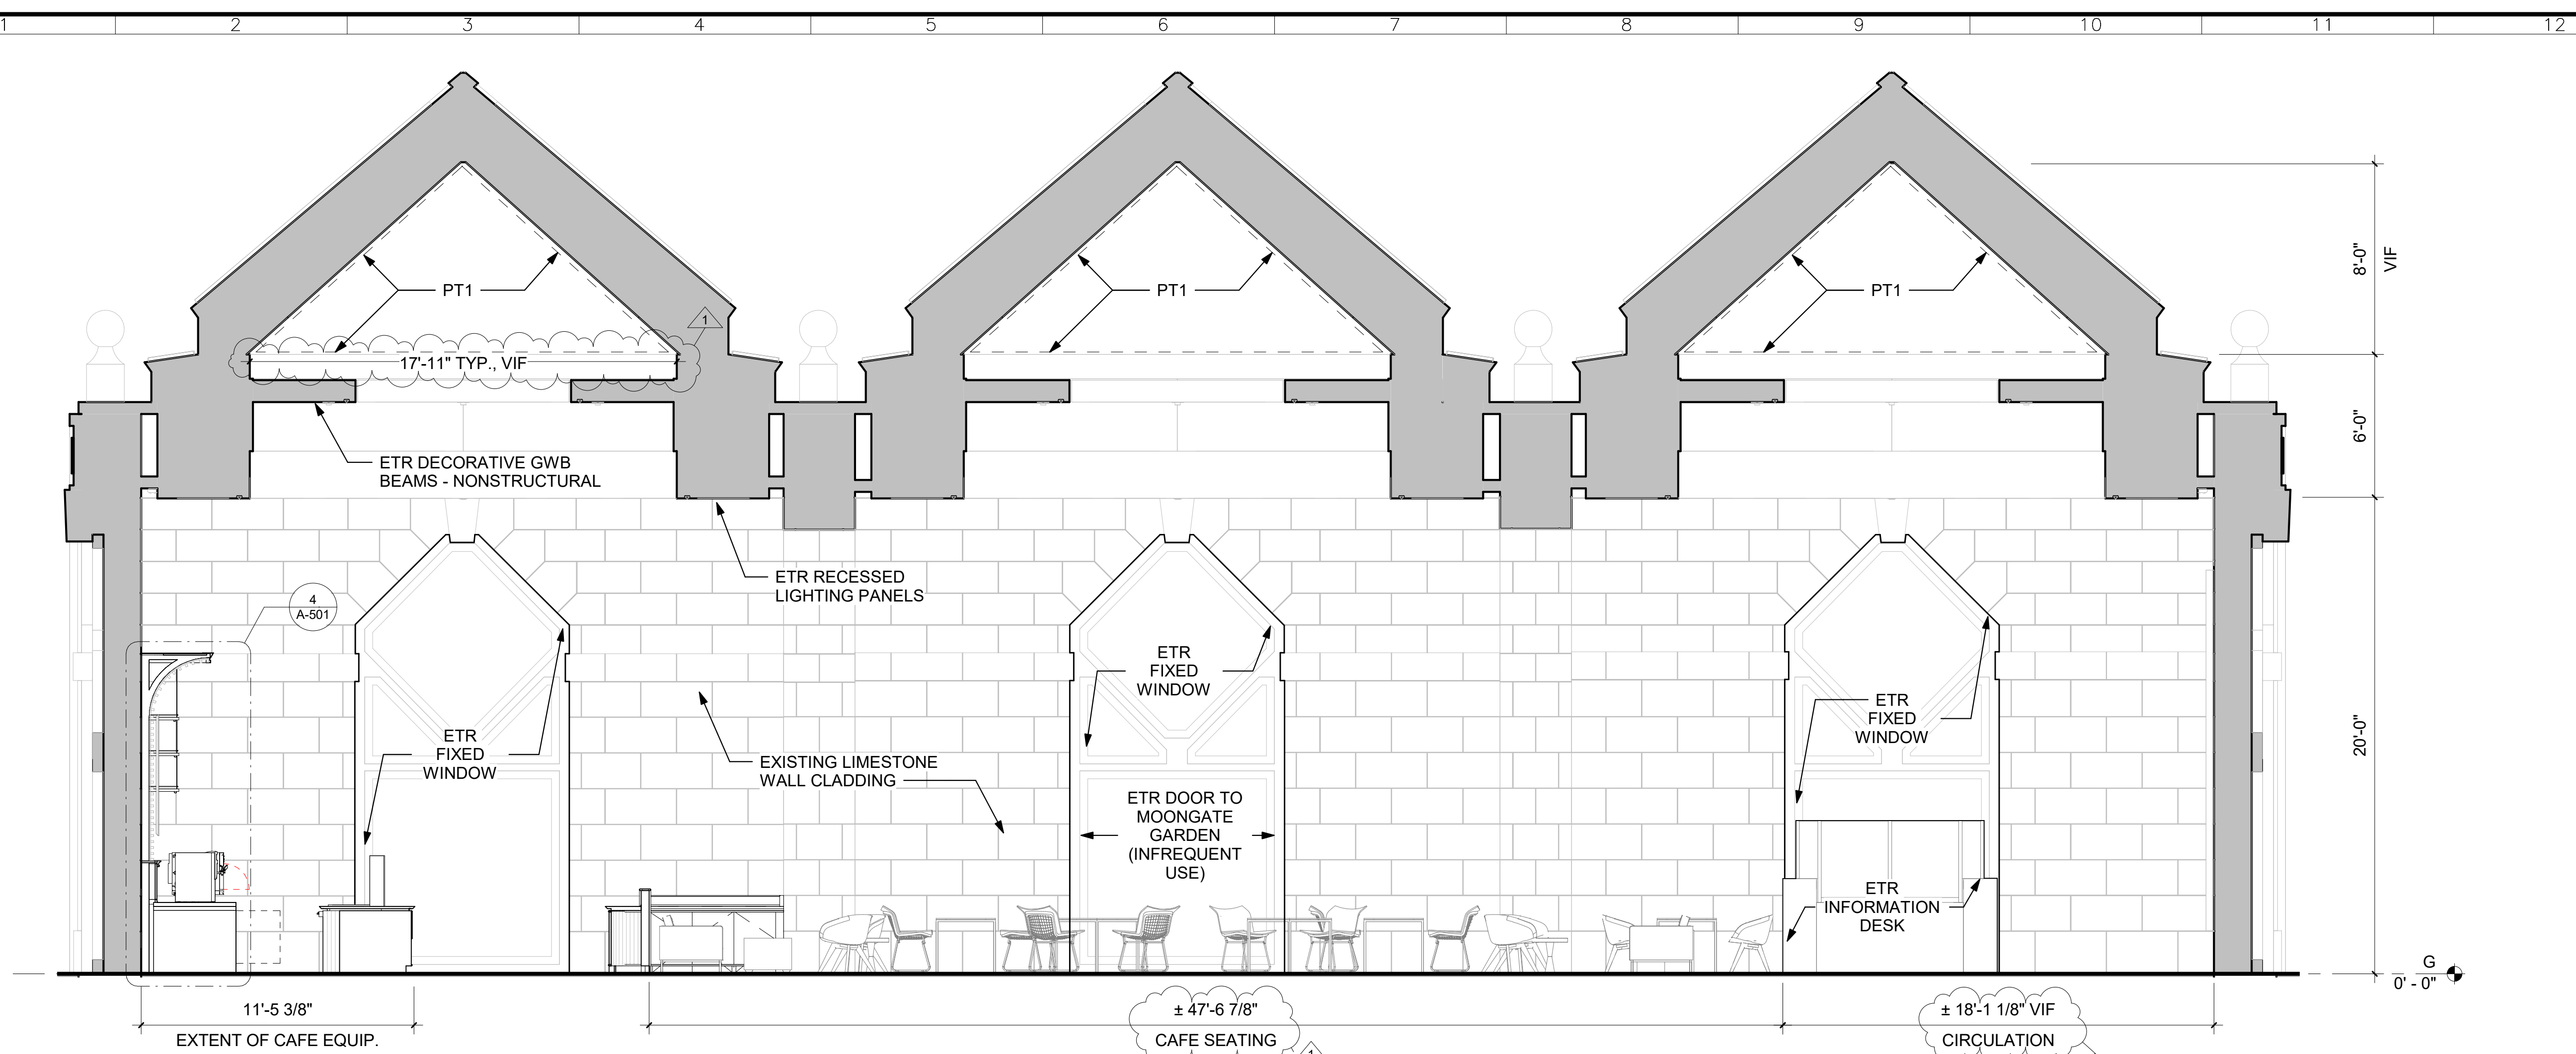 1 2 3 4 5 6 7 8 9 10 11 12
PT1
PT1
PT1
8'-0"
VIF
1
17'-11" TYP., VIF
6'-0"
ETR DECORATIVE GWB
BEAMS - NONSTRUCTURAL
ETR RECESSED
LIGHTING PANELS
4
A-501
ETR
FIXED
WINDOW
ETR
FIXED
WINDOW
ETR
FIXED
WINDOW
20'-0"
EXISTING LIMESTONE
WALL CLADDING
ETR DOOR TO
MOONGATE
GARDEN
(INFREQUENT
USE)
ETR
INFORMATION
DESK
G
0' - 0"
11'-5 3/8"
EXTENT OF CAFE EQUIP.
± 47'-6 7/8"
CAFE SEATING
1
± 18'-1 1/8" VIF
CIRCULATION